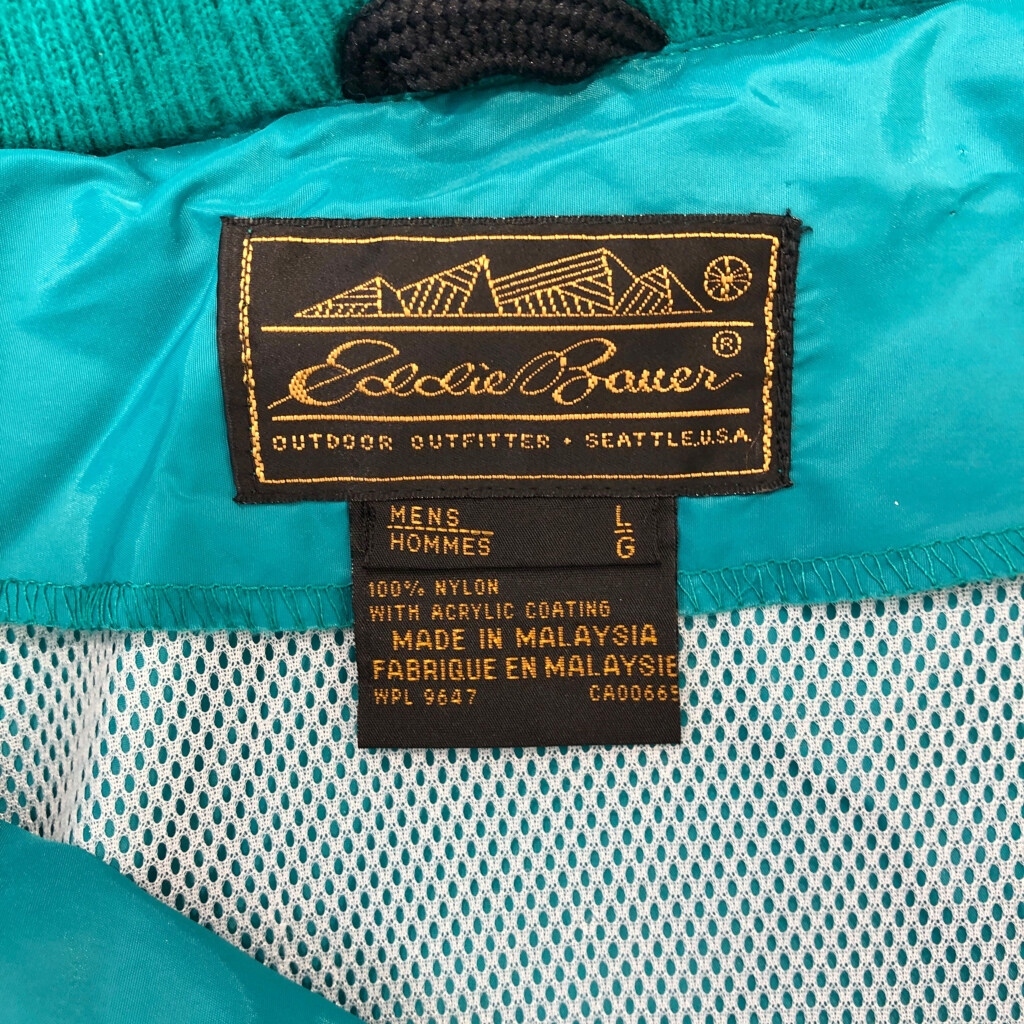 Eddie Bauer ®
OUTDOOR OUTFITTER • SEATTLE, U.S.A.
MENS L
HOMMES G
100% NYLON
WITH ACRYLIC COATING
MADE IN MALAYSIA
FABRIQUE EN MALAYSIE
WPL 9647 CA00665